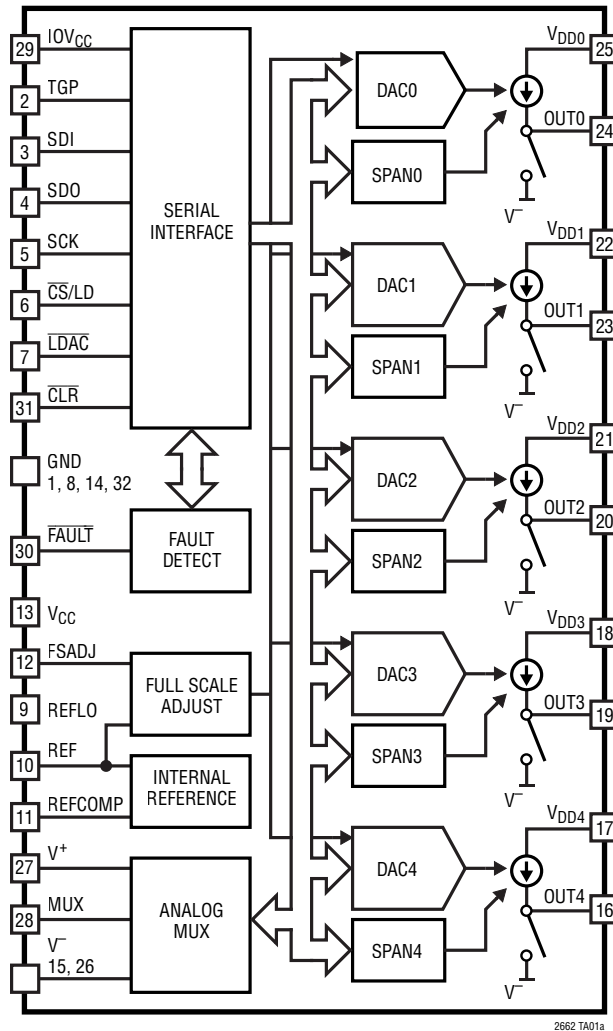 29 IOVCC
2 TGP
3 SDI
4 SDO
5 SCK
6 CS/LD
7 LDAC
31 CLR
GND
1, 8, 14, 32
30 FAULT
13 VCC
12 FSADJ
9 REFLO
10 REF
11 REFCOMP
27 V+
28 MUX
V–
15, 26
SERIAL
INTERFACE
FAULT
DETECT
FULL SCALE
ADJUST
INTERNAL
REFERENCE
ANALOG
MUX
DAC0
SPAN0
VDD0 25
OUT0 24
V–
DAC1
SPAN1
VDD1 22
OUT1 23
V–
DAC2
SPAN2
VDD2 21
OUT2 20
V–
DAC3
SPAN3
VDD3 18
OUT3 19
V–
DAC4
SPAN4
VDD4 17
OUT4 16
V–
2662 TA01a